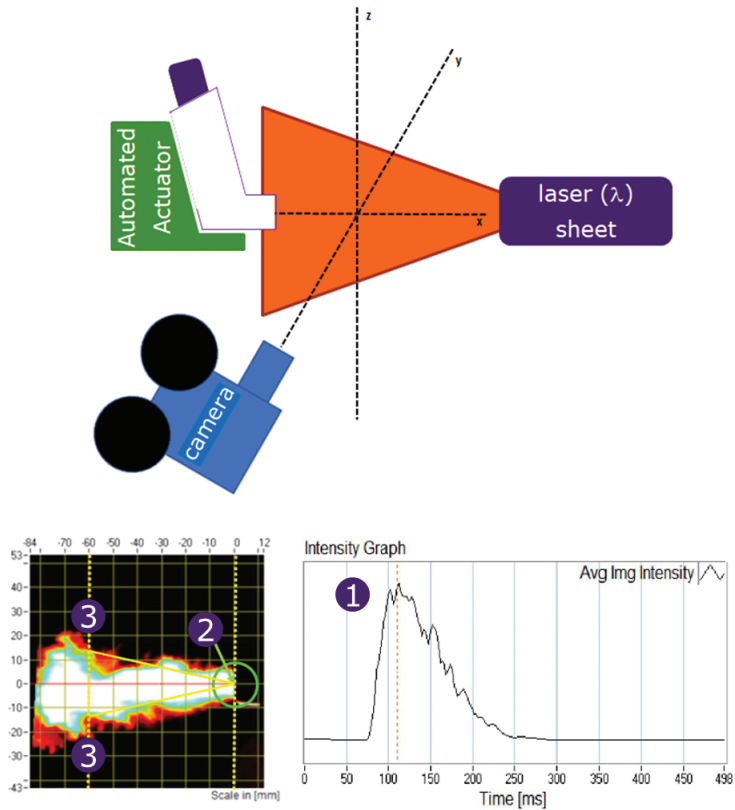 z
y
x
Automated
Actuator
laser (λ)
sheet
camera
-84 -70 -60 -50 -40 -30 -20 -10 0 12
53
40
30
20
10
0
-10
-20
-30
-43
3
2
3
Scale in [mm]
Intensity Graph
Avg Img Intensity
1
0 50 100 150 200 250 300 350 400 450 498
Time [ms]